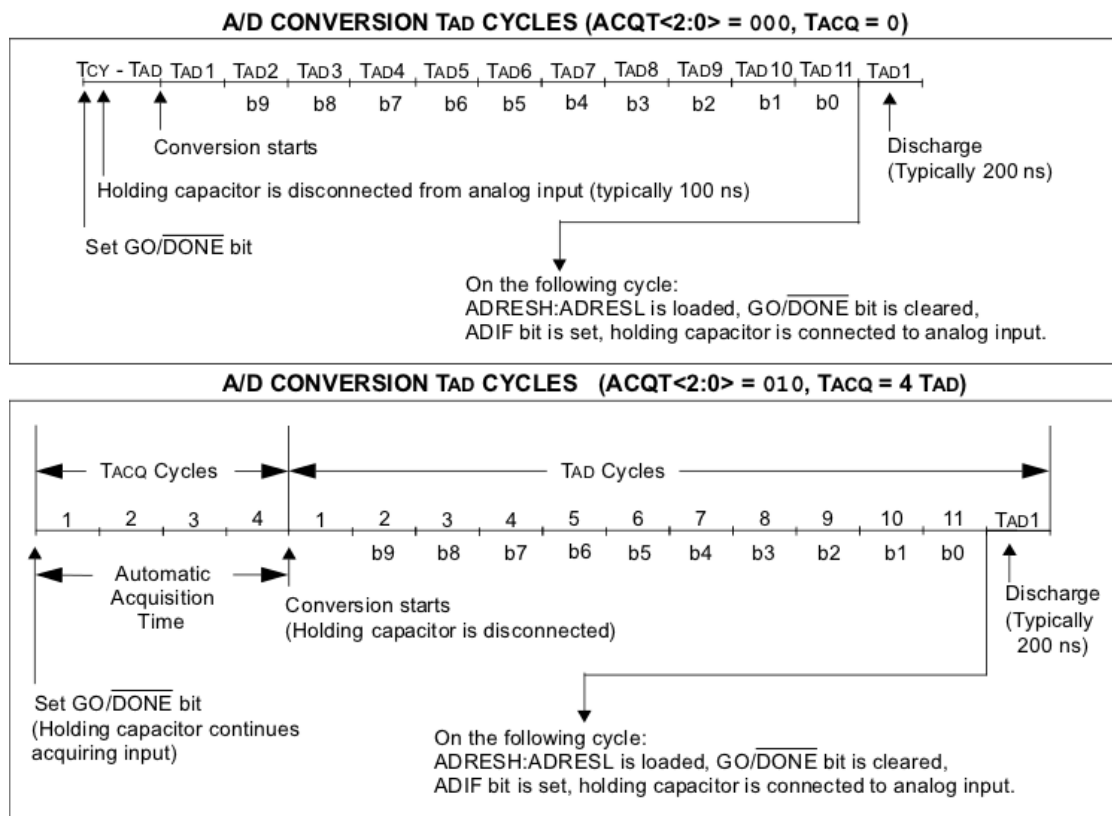 A/D CONVERSION TAD CYCLES (ACQT<2:0> = 000, TACQ = 0)
TCY - TAD TAD1 TAD2 TAD3 TAD4 TAD5 TAD6 TAD7 TAD8 TAD9 TAD10 TAD11 TAD1
b9 b8 b7 b6 b5 b4 b3 b2 b1 b0
Conversion starts
Discharge
(Typically 200 ns)
Holding capacitor is disconnected from analog input (typically 100 ns)
Set GO/DONE bit
On the following cycle:
ADRESH:ADRESL is loaded, GO/DONE bit is cleared,
ADIF bit is set, holding capacitor is connected to analog input.
A/D CONVERSION TAD CYCLES (ACQT<2:0> = 010, TACQ = 4 TAD)
TACQ Cycles TAD Cycles
1 2 3 4 1 2 3 4 5 6 7 8 9 10 11 TAD1
b9 b8 b7 b6 b5 b4 b3 b2 b1 b0
Automatic
Acquisition
Time
Conversion starts
(Holding capacitor is disconnected)
Discharge
(Typically
200 ns)
Set GO/DONE bit
(Holding capacitor continues
acquiring input)
On the following cycle:
ADRESH:ADRESL is loaded, GO/DONE bit is cleared,
ADIF bit is set, holding capacitor is connected to analog input.